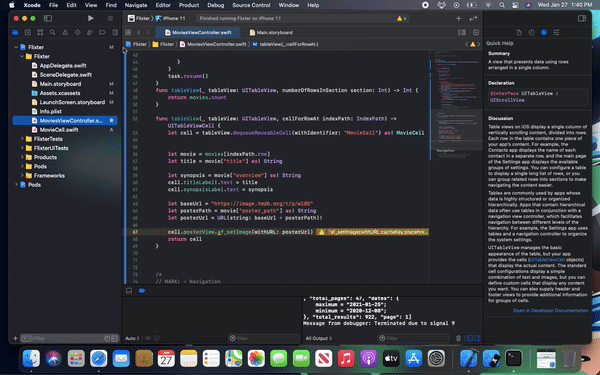 Xcode File Edit View Find Navigate Editor Product Debug Source Control Window Help
Wed Jan 27 1:40 PM
Flixter iPhone 11
Finished running Flixter on iPhone 11
MoviesViewController.swift
Main.storyboard
Flixter Flixter MoviesViewController.swift tableView(_:cellForRowAt:)
Flixter
Flixter
AppDelegate.swift
SceneDelegate.swift
Main.storyboard
Assets.xcassets
LaunchScreen.storyboard
Info.plist
MoviesViewController.s...
MovieCell.swift
FlixterTests
FlixterUITests
Products
Pods
Frameworks
Pods
}
}
task.resume()
}
func tableView(_ tableView: UITableView, numberOfRowsInSection section: Int) -> Int {
return movies.count
}
func tableView(_ tableView: UITableView, cellForRowAt indexPath: IndexPath) ->
UITableViewCell {
let cell = tableView.dequeueReusableCell(withIdentifier: "MovieCell") as! MovieCell
let movie = movies[indexPath.row]
let title = movie["title"] as! String
let synopsis = movie["overview"] as! String
cell.titleLabel.text = title
cell.synopsisLabel.text = synopsis
let baseUrl = "https://image.tmdb.org/t/p/w185"
let posterPath = movie["poster_path"] as! String
let posterUrl = URL(string: baseUrl + posterPath)!
67 cell.posterView.af_setImage(withURL: posterUrl)
return cell
}
/*
// MARK: - Navigation
Navigation
Quick Help
Summary
A view that presents data using rows arranged in a single column.
Declaration
@interface UITableView :
UIScrollView
Discussion
Table views on iOS display a single column
of vertically scrolling content, divided into rows.
Each row in the table contains one piece of
your app's content. For example, the
Contacts app displays the name of each
contact in a separate row, and the main page
of the Settings app displays the available
groups of settings. You can configure a
table to display a single long list of rows, or
you can group related rows into sections to make
navigating the content easier.
Tables are commonly used by apps whose
data is highly structured or organized
hierarchically. Apps that contain hierarchical
data often use tables in conjunction with a
navigation view controller, which facilitates
navigation between different levels of the
hierarchy. For example, the Settings app uses
tables and a navigation controller to organize
the system settings.
UITableView manages the basic
appearance of the table, but your app
provides the cells (UITableViewCell objects)
that display the actual content. The standard
cell configurations display a simple
combination of text and images, but you can
define custom cells that display any content
you want. You can also supply header and
footer views to provide additional information
for groups of cells.
Open in Developer Documentation
"total_pages": 47, "dates": {
maximum = "2021-01-25";
minimum = "2020-12-08";
}, "total_results": 922, "page": 1]
Message from debugger: Terminated due to signal 9
Filter
Auto
Filter
All Output
Filter